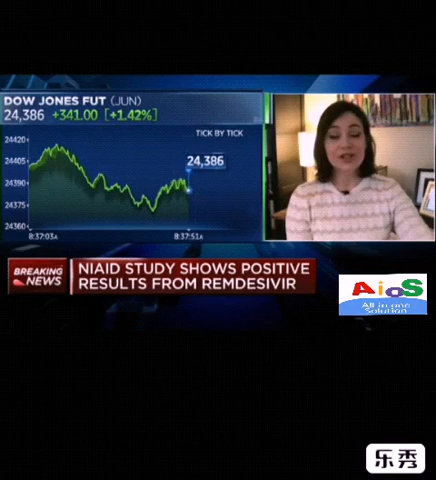 DOW JONES FUT (JUN)
24,386 +341.00 [+1.42%]
TICK BY TICK
24420
24405
24390
24375
24360
24,386
8:37:03A
8:37:51A
BREAKING
NEWS
NIAID STUDY SHOWS POSITIVE
RESULTS FROM REMDESIVIR
AioS
All in one
Solution
乐秀